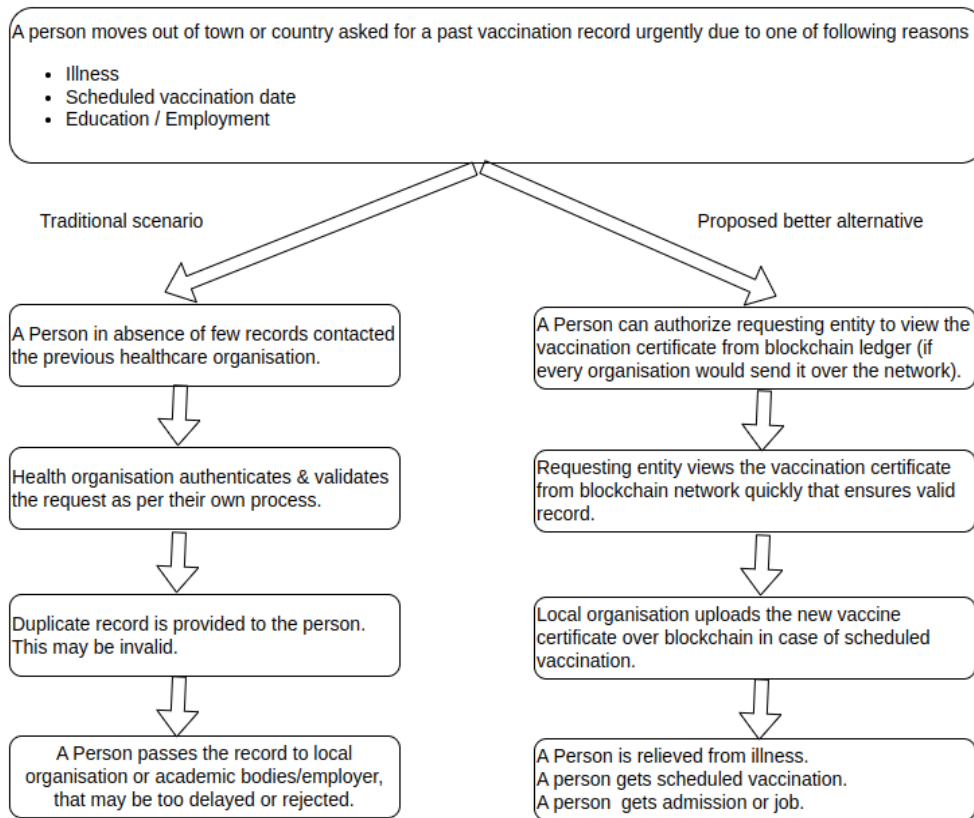 A person moves out of town or country asked for a past vaccination record urgently due to one of following reasons
• Illness
• Scheduled vaccination date
• Education / Employment
Traditional scenario
Proposed better alternative
A Person in absence of few records contacted
the previous healthcare organisation.
Health organisation authenticates & validates
the request as per their own process.
Duplicate record is provided to the person.
This may be invalid.
A Person passes the record to local
organisation or academic bodies/employer,
that may be too delayed or rejected.
A Person can authorize requesting entity to view the
vaccination certificate from blockchain ledger (if
every organisation would send it over the network).
Requesting entity views the vaccination certificate
from blockchain network quickly that ensures valid
record.
Local organisation uploads the new vaccine
certificate over blockchain in case of scheduled
vaccination.
A Person is relieved from illness.
A person gets scheduled vaccination.
A person gets admission or job.